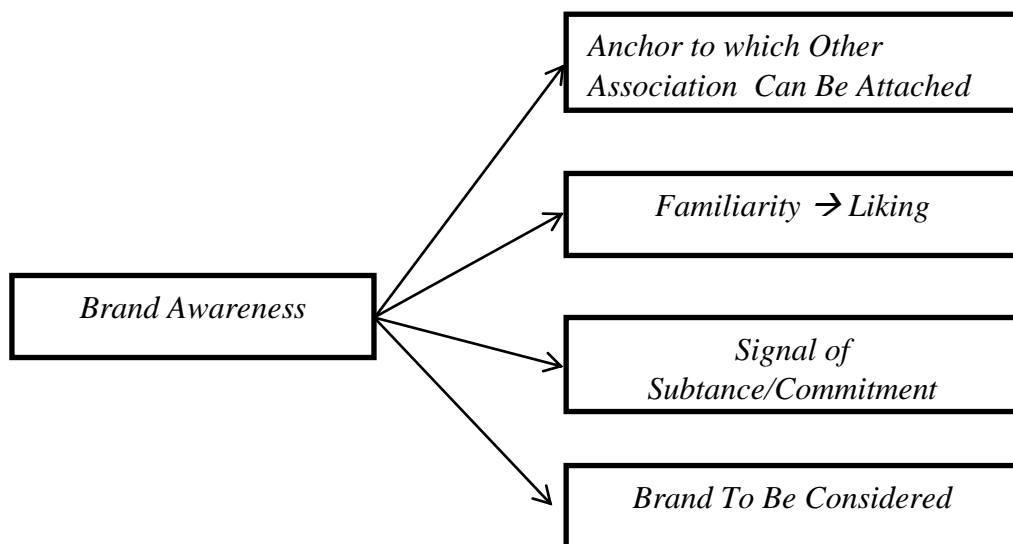 Anchor to which Other
Association Can Be Attached
Familiarity → Liking
Brand Awareness
Signal of
Subtance/Commitment
Brand To Be Considered